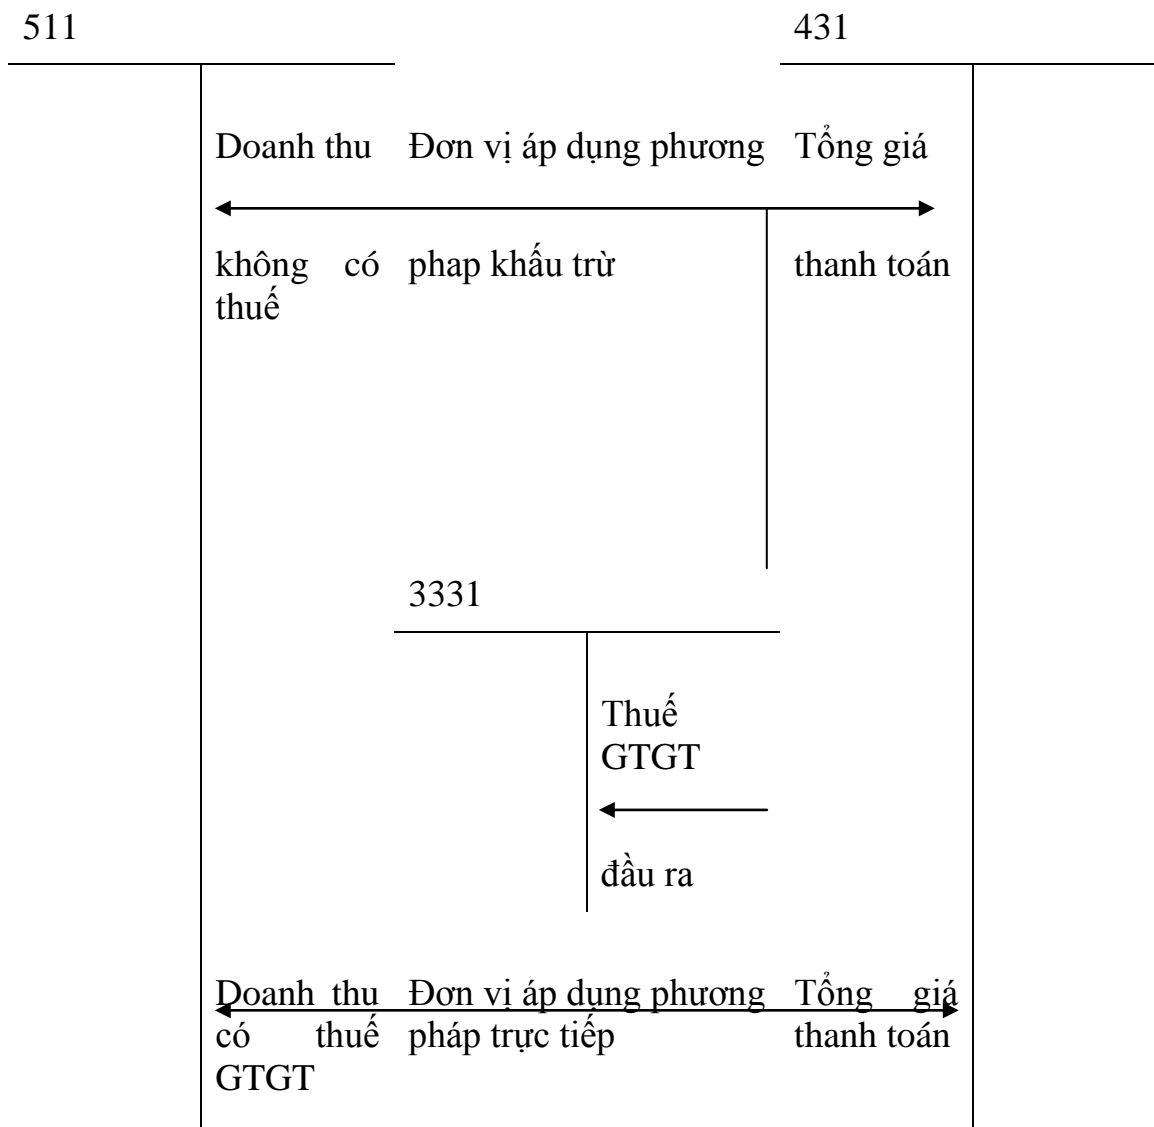 511
431
Doanh thu
Đơn vị áp dụng phương
Tổng giá
không có
phap khấu trừ
thanh toán
thuế
3331
Thuế
GTGT
đầu ra
Doanh thu
Đơn vị áp dụng phương
Tổng giá
có thuế
pháp trực tiếp
thanh toán
GTGT